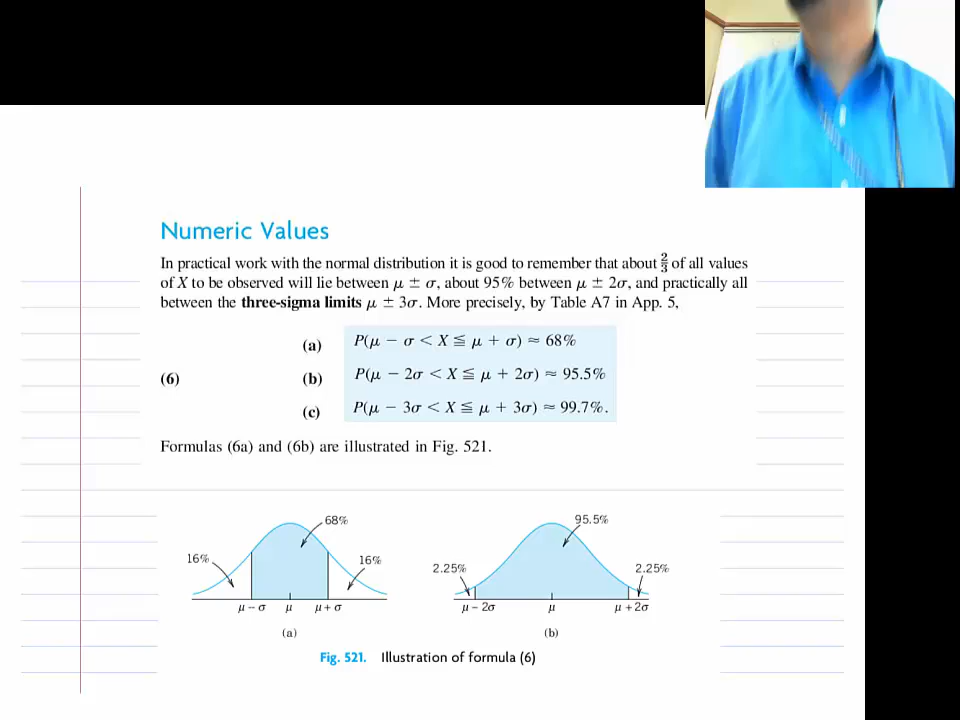 Numeric Values
In practical work with the normal distribution it is good to remember that about 2/3 of all values
of X to be observed will lie between μ ± σ, about 95% between μ ± 2σ, and practically all
between the three-sigma limits μ ± 3σ. More precisely, by Table A7 in App. 5,
(a) P(μ − σ < X ≦ μ + σ) ≈ 68%
(6) (b) P(μ − 2σ < X ≦ μ + 2σ) ≈ 95.5%
(c) P(μ − 3σ < X ≦ μ + 3σ) ≈ 99.7%.
Formulas (6a) and (6b) are illustrated in Fig. 521.
68%
16%
16%
μ − σ μ μ + σ
(a)
95.5%
2.25%
2.25%
μ − 2σ μ μ + 2σ
(b)
Fig. 521. Illustration of formula (6)